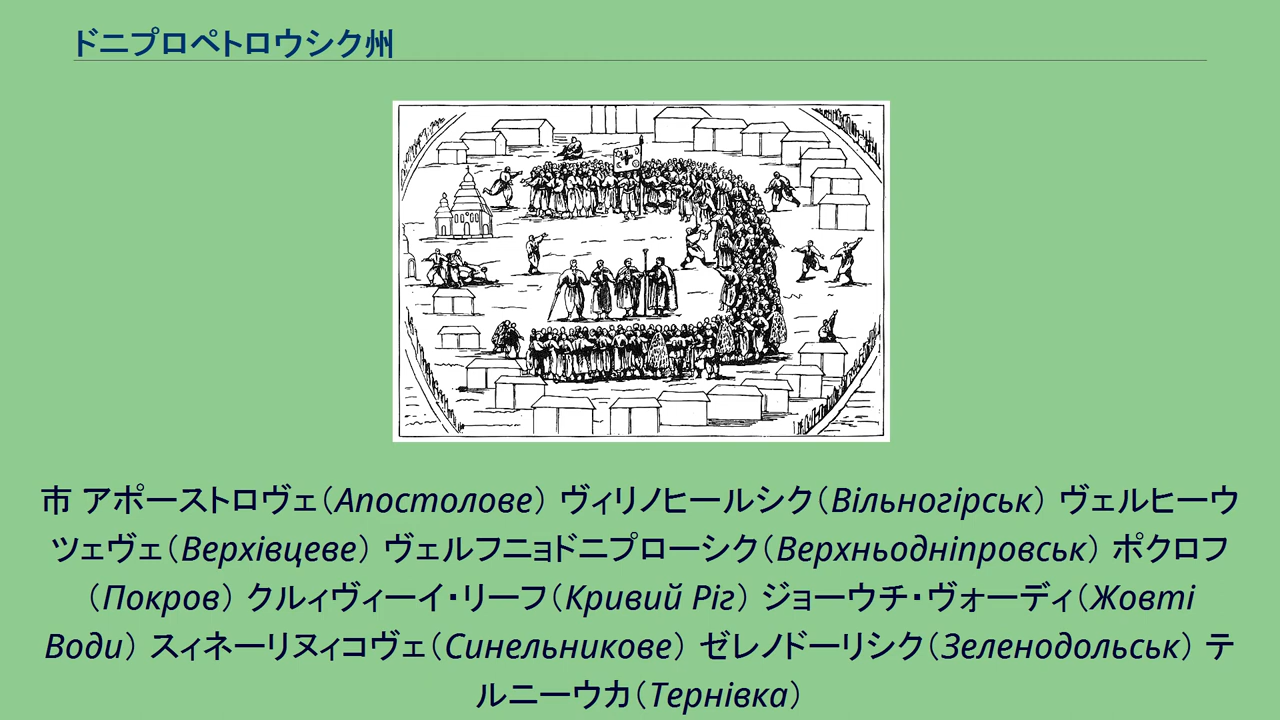 ドニプロペトロウシク州
市 アポーストロヴェ（Апостолове） ヴィリノヒールシク（Вільногірськ） ヴェルヒーウ
ツェヴェ（Верхівцеве） ヴェルフニョドニプローシク（Верхньодніпровськ） ポクロフ
（Покров） クルィヴィーイ・リーフ（Кривий Ріг） ジョーウチ・ヴォーディ（Жовті
Води） スィネーリヌィコヴェ（Синельникове） ゼレノドーリシク（Зеленодольськ） テ
ルニーウカ（Тернівка）